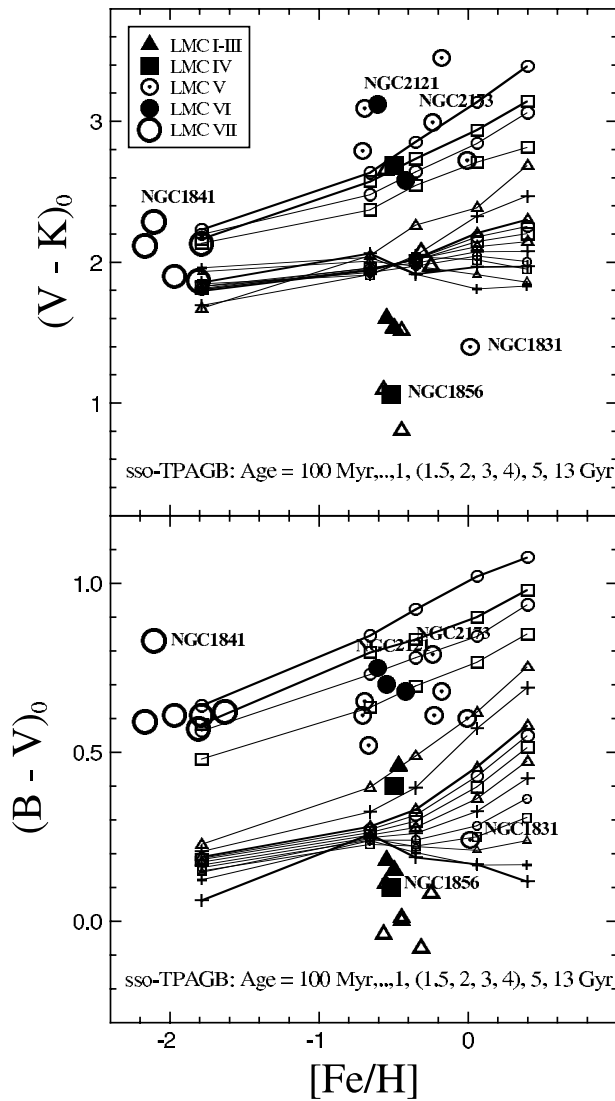 LMC I-III
LMC IV
LMC V
LMC VI
LMC VII
NGC2121
NGC2173
NGC1841
NGC1831
NGC1856
3
2
1
(V - K)0
sso-TPAGB: Age = 100 Myr,..,1, (1.5, 2, 3, 4), 5, 13 Gyr
1.0
0.5
0.0
(B - V)0
NGC1841
NGC2173
NGC2121
NGC1831
NGC1856
sso-TPAGB: Age = 100 Myr,..,1, (1.5, 2, 3, 4), 5, 13 Gyr
-2 -1 0
[Fe/H]